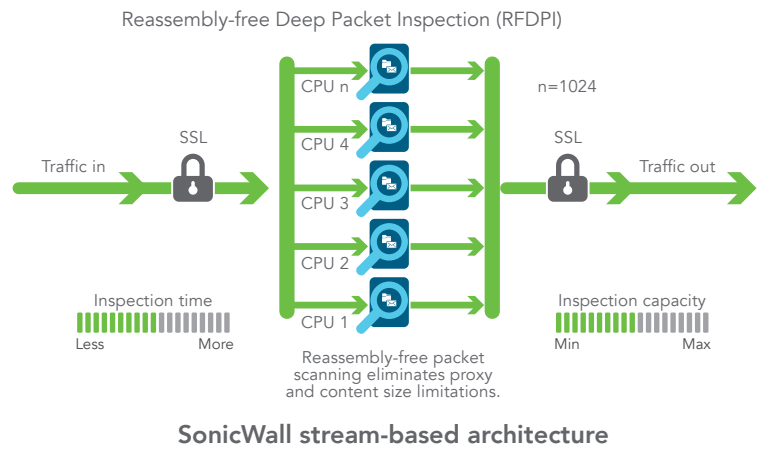 Reassembly-free Deep Packet Inspection (RFDPI)
CPU n
n=1024
CPU 4
SSL
SSL
Traffic in
Traffic out
CPU 3
CPU 2
Inspection time
Inspection capacity
CPU 1
Less
More
Min
Max
Reassembly-free packet
scanning eliminates proxy
and content size limitations.
SonicWall stream-based architecture